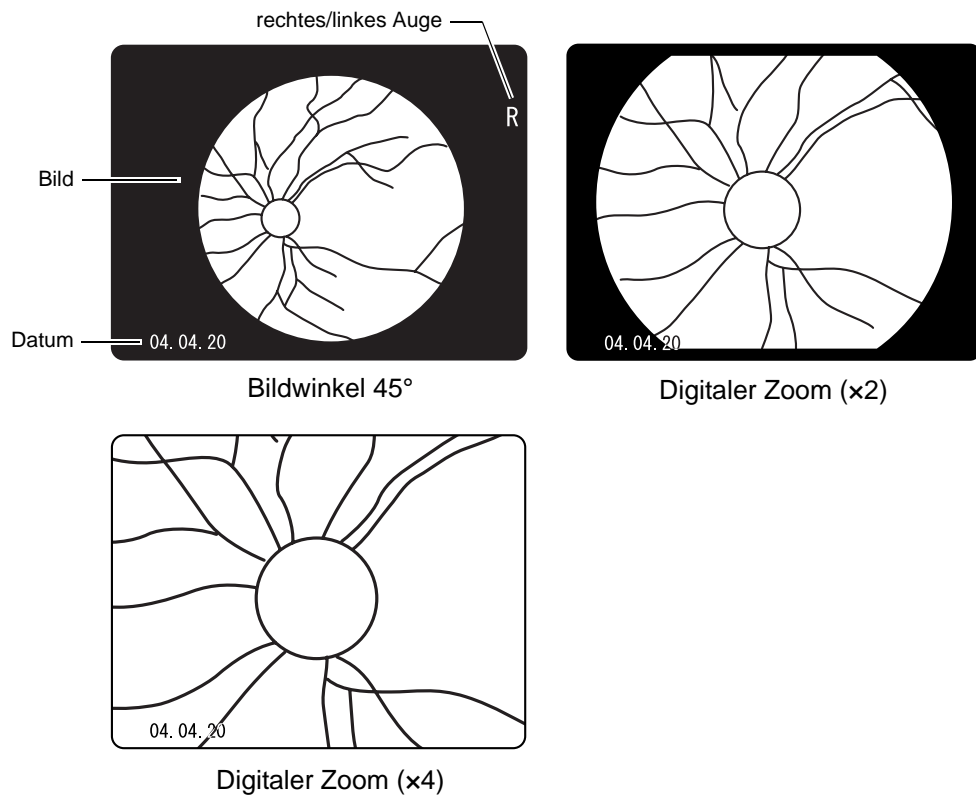 rechtes/linkes Auge
R
Bild
Datum
04. 04. 20
04. 04. 20
Bildwinkel 45°
Digitaler Zoom (×2)
04. 04. 20
Digitaler Zoom (×4)